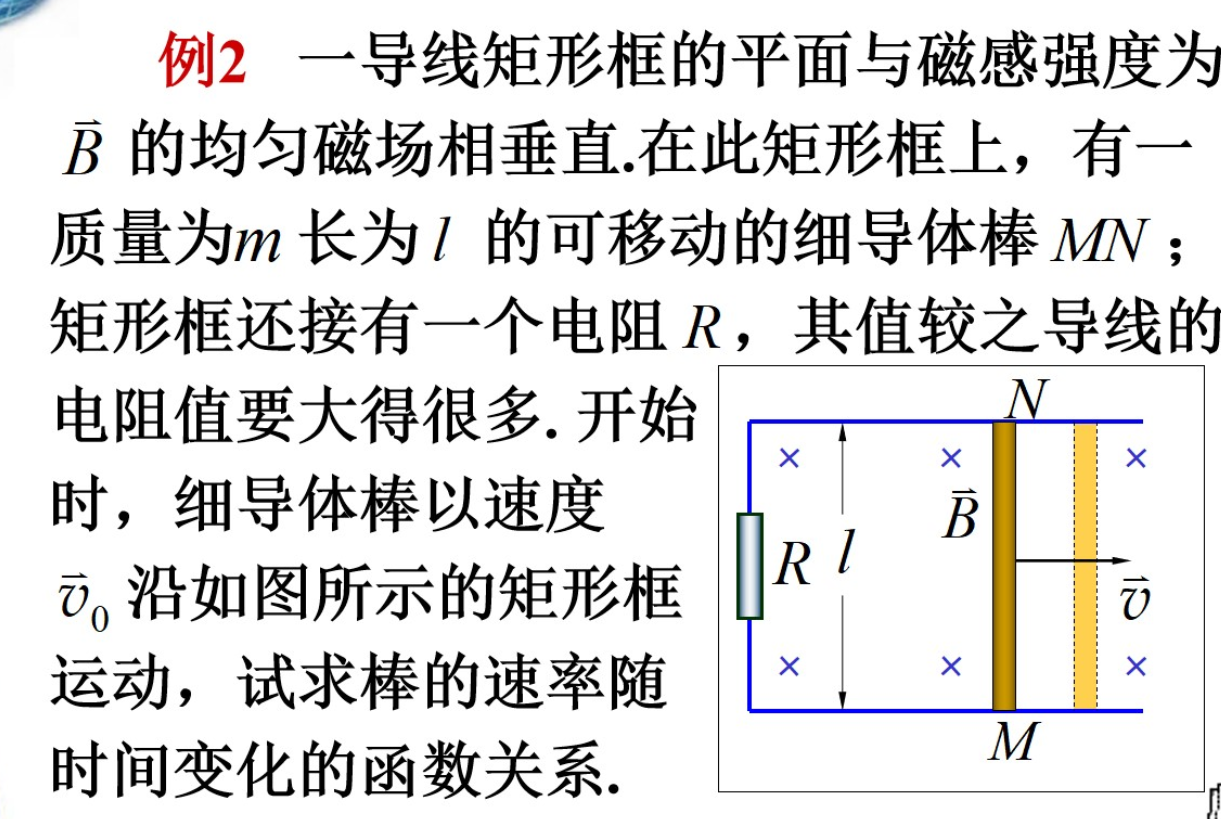 例2 一导线矩形框的平面与磁感强度为
B⃗ 的均匀磁场相垂直.在此矩形框上，有一
质量为m 长为 l 的可移动的细导体棒 MN；
矩形框还接有一个电阻 R，其值较之导线的
电阻值要大得很多. 开始
时，细导体棒以速度
v⃗₀ 沿如图所示的矩形框
运动，试求棒的速率随
时间变化的函数关系.
N
× × ×
B⃗
R l
v⃗
× × ×
M